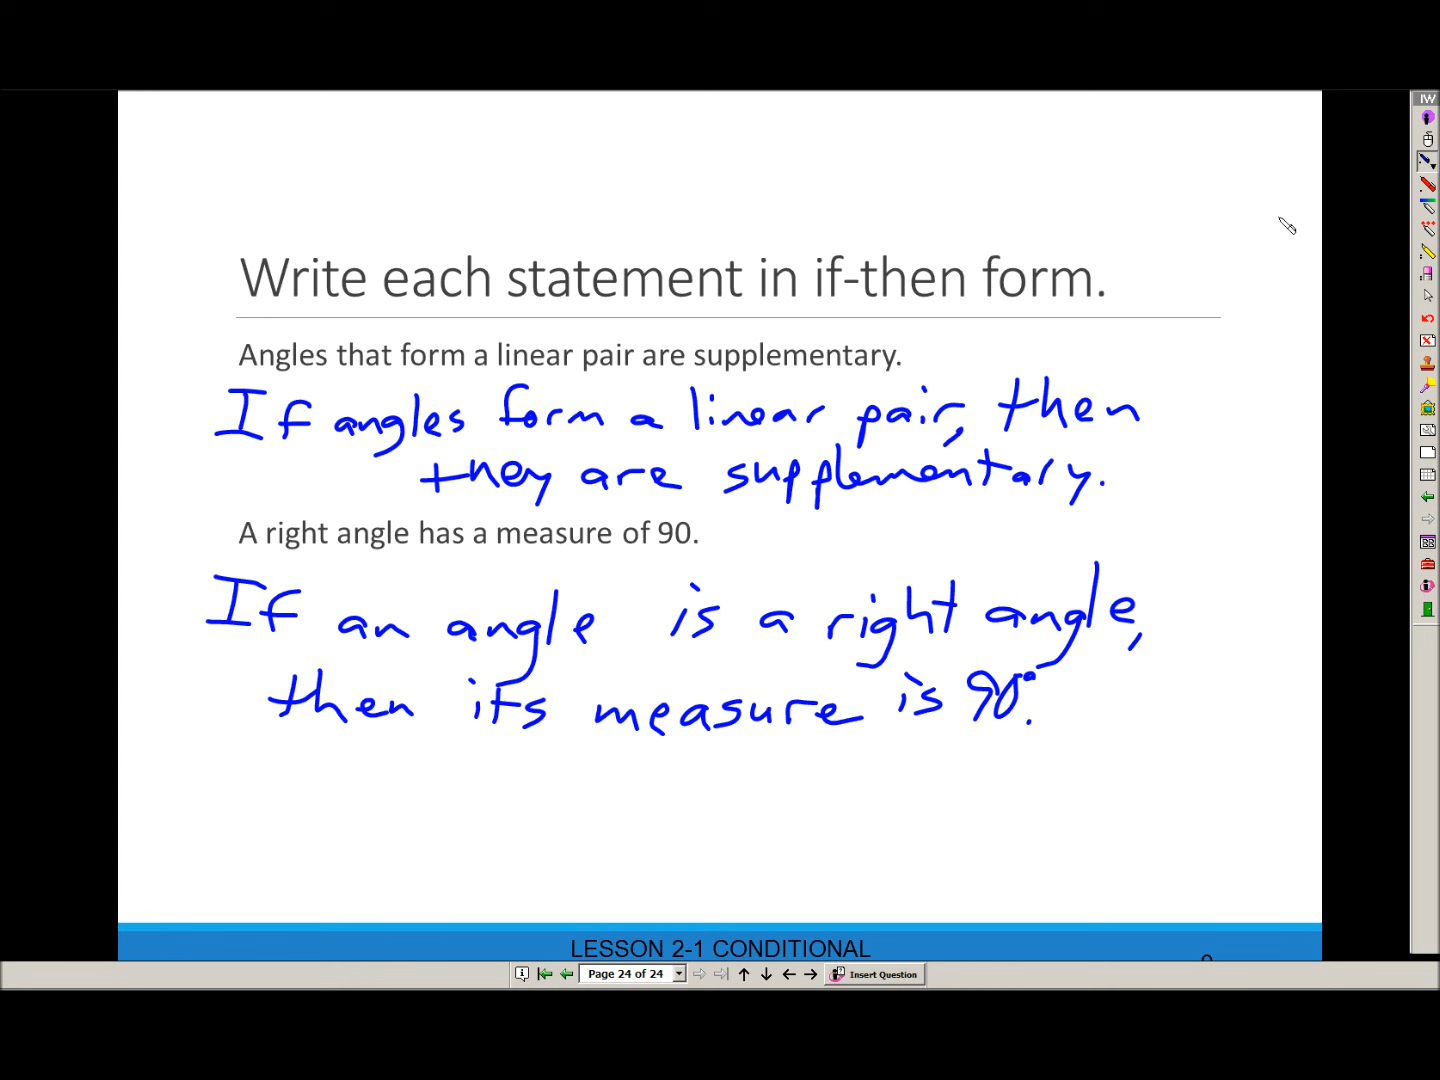 IW
Write each statement in if-then form.
Angles that form a linear pair are supplementary.
If angles form a linear pair, then
they are supplementary.
A right angle has a measure of 90.
If an angle is a right angle,
then its measure is 90°.
LESSON 2-1 CONDITIONAL
Page 24 of 24
Insert Question